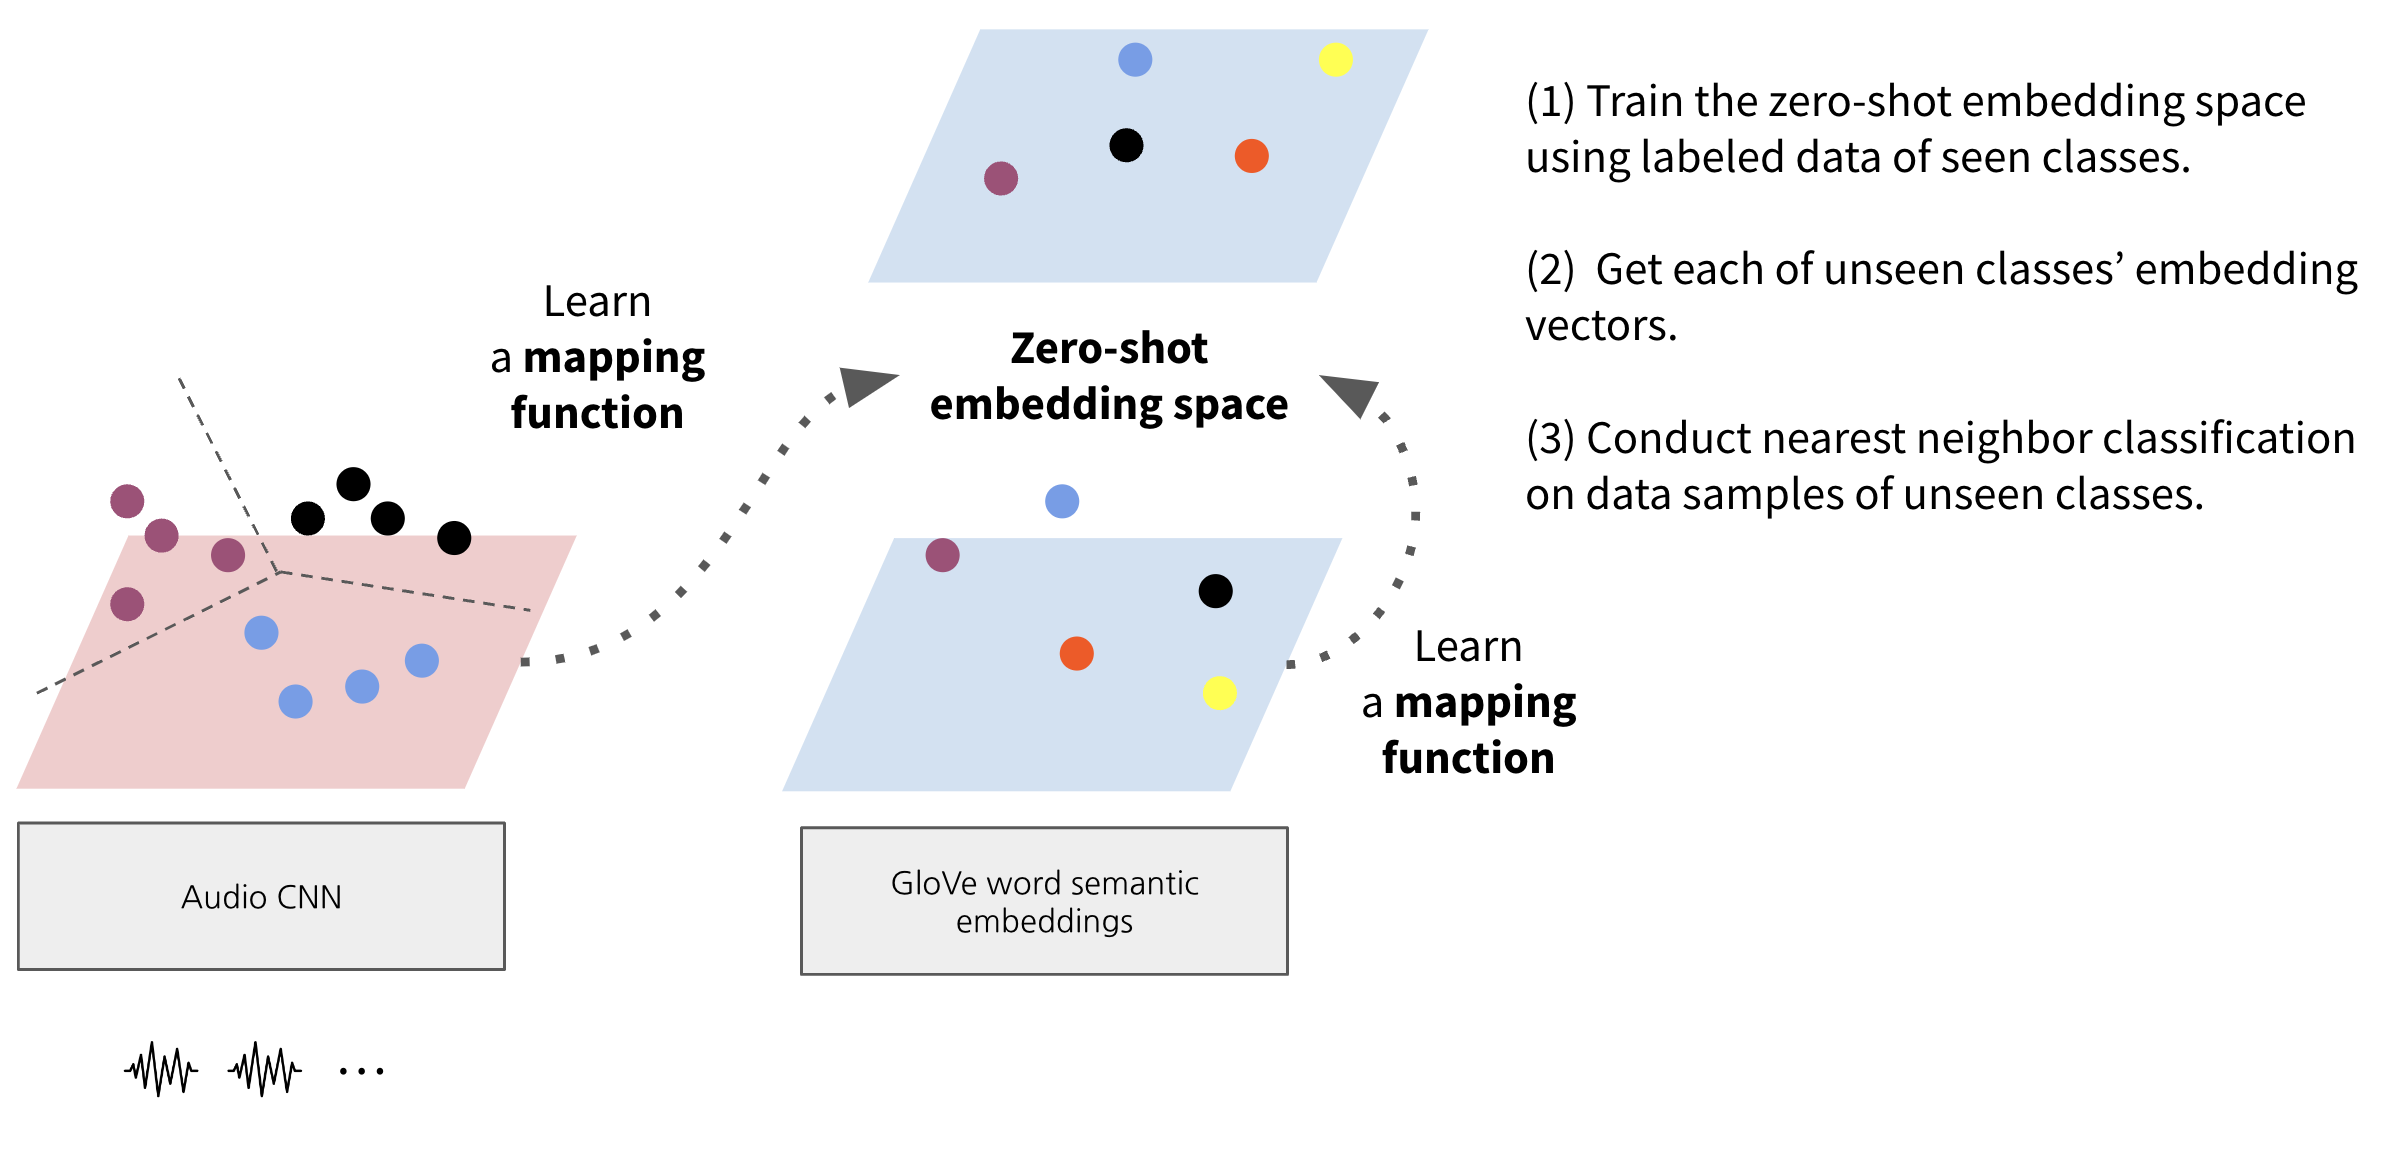 (1) Train the zero-shot embedding space
using labeled data of seen classes.
(2) Get each of unseen classes’ embedding
vectors.
(3) Conduct nearest neighbor classification
on data samples of unseen classes.
Learn
a mapping
function
Zero-shot
embedding space
Learn
a mapping
function
Audio CNN
GloVe word semantic
embeddings
...